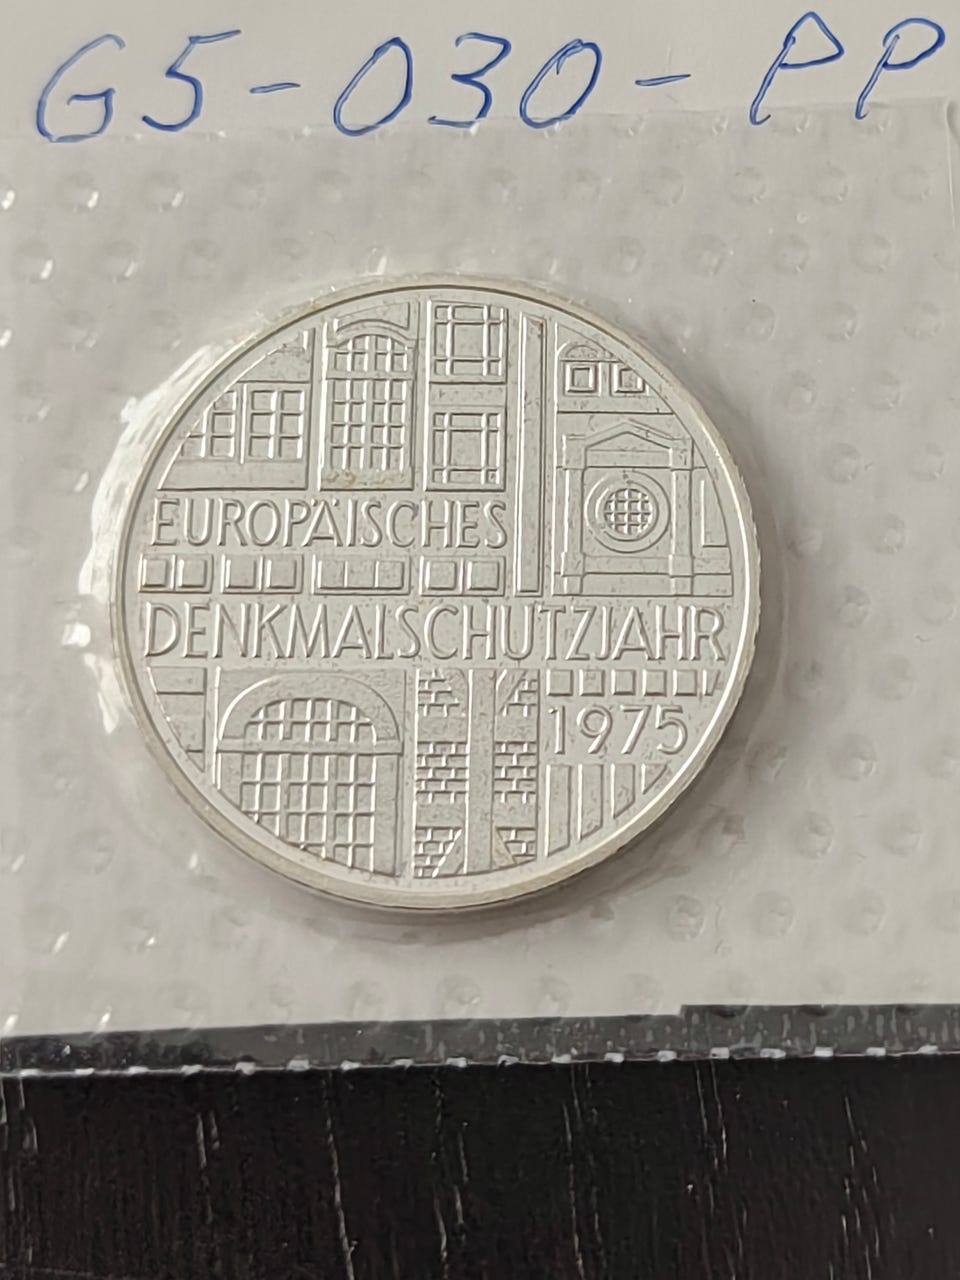 G5-030-PP
EUROPÄISCHES
DENKMALSCHUTZJAHR
1975